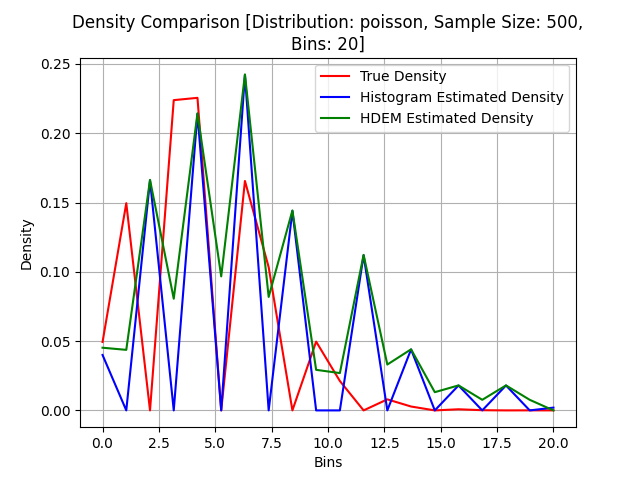 Density Comparison [Distribution: poisson, Sample Size: 500,
Bins: 20]
True Density
Histogram Estimated Density
HDEM Estimated Density
Density
0.25
0.20
0.15
0.10
0.05
0.00
0.0 2.5 5.0 7.5 10.0 12.5 15.0 17.5 20.0
Bins